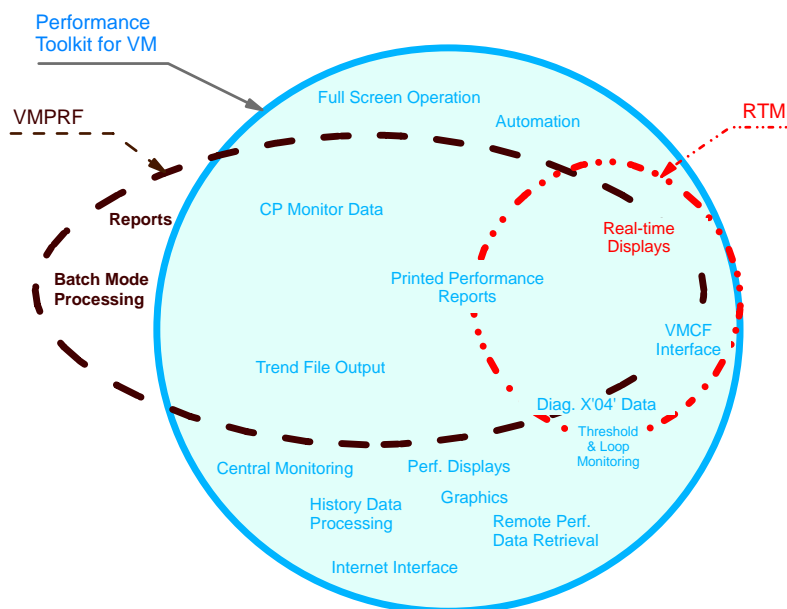 Performance
Toolkit for VM
Full Screen Operation
VMPRF
RTM
Automation
CP Monitor Data
Reports
Real-time
Displays
Batch Mode
Processing
Printed Performance
Reports
VMCF
Interface
Trend File Output
Diag. X'04' Data
Threshold
& Loop
Monitoring
Central Monitoring
Perf. Displays
History Data
Processing
Graphics
Remote Perf.
Data Retrieval
Internet Interface